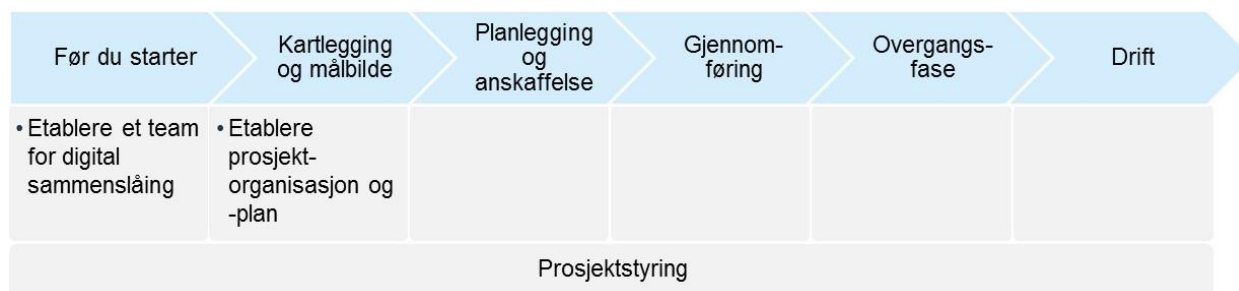 Før du starter
Kartlegging
og målbilde
Planlegging
og
anskaffelse
Gjennom-
føring
Overgangs-
fase
Drift
• Etablere et team
for digital
sammenslåing
• Etablere
prosjekt-
organisasjon og
-plan
Prosjektstyring